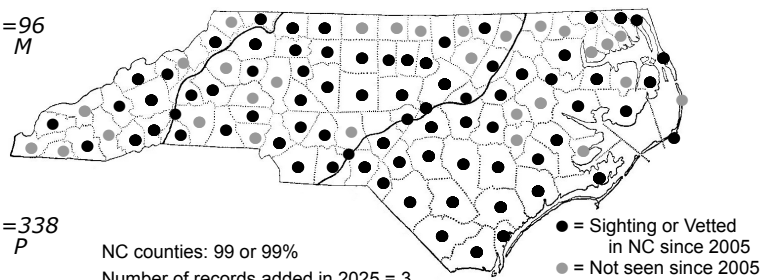 =96
M
=338
P
NC counties: 99 or 99%
Number of records added in 2025 = 3
● = Sighting or Vetted
in NC since 2005
● = Not seen since 2005